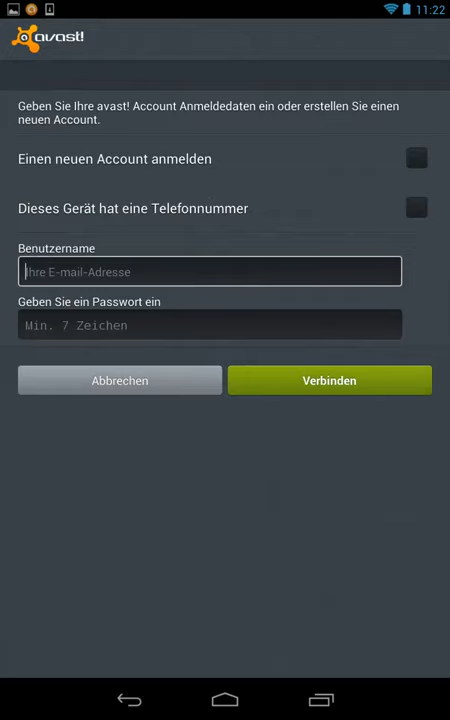 11:22
avast!
Geben Sie Ihre avast! Account Anmeldedaten ein oder erstellen Sie einen
neuen Account.
Einen neuen Account anmelden
Dieses Gerät hat eine Telefonnummer
Benutzername
Ihre E-mail-Adresse
Geben Sie ein Passwort ein
Min. 7 Zeichen
Abbrechen
Verbinden